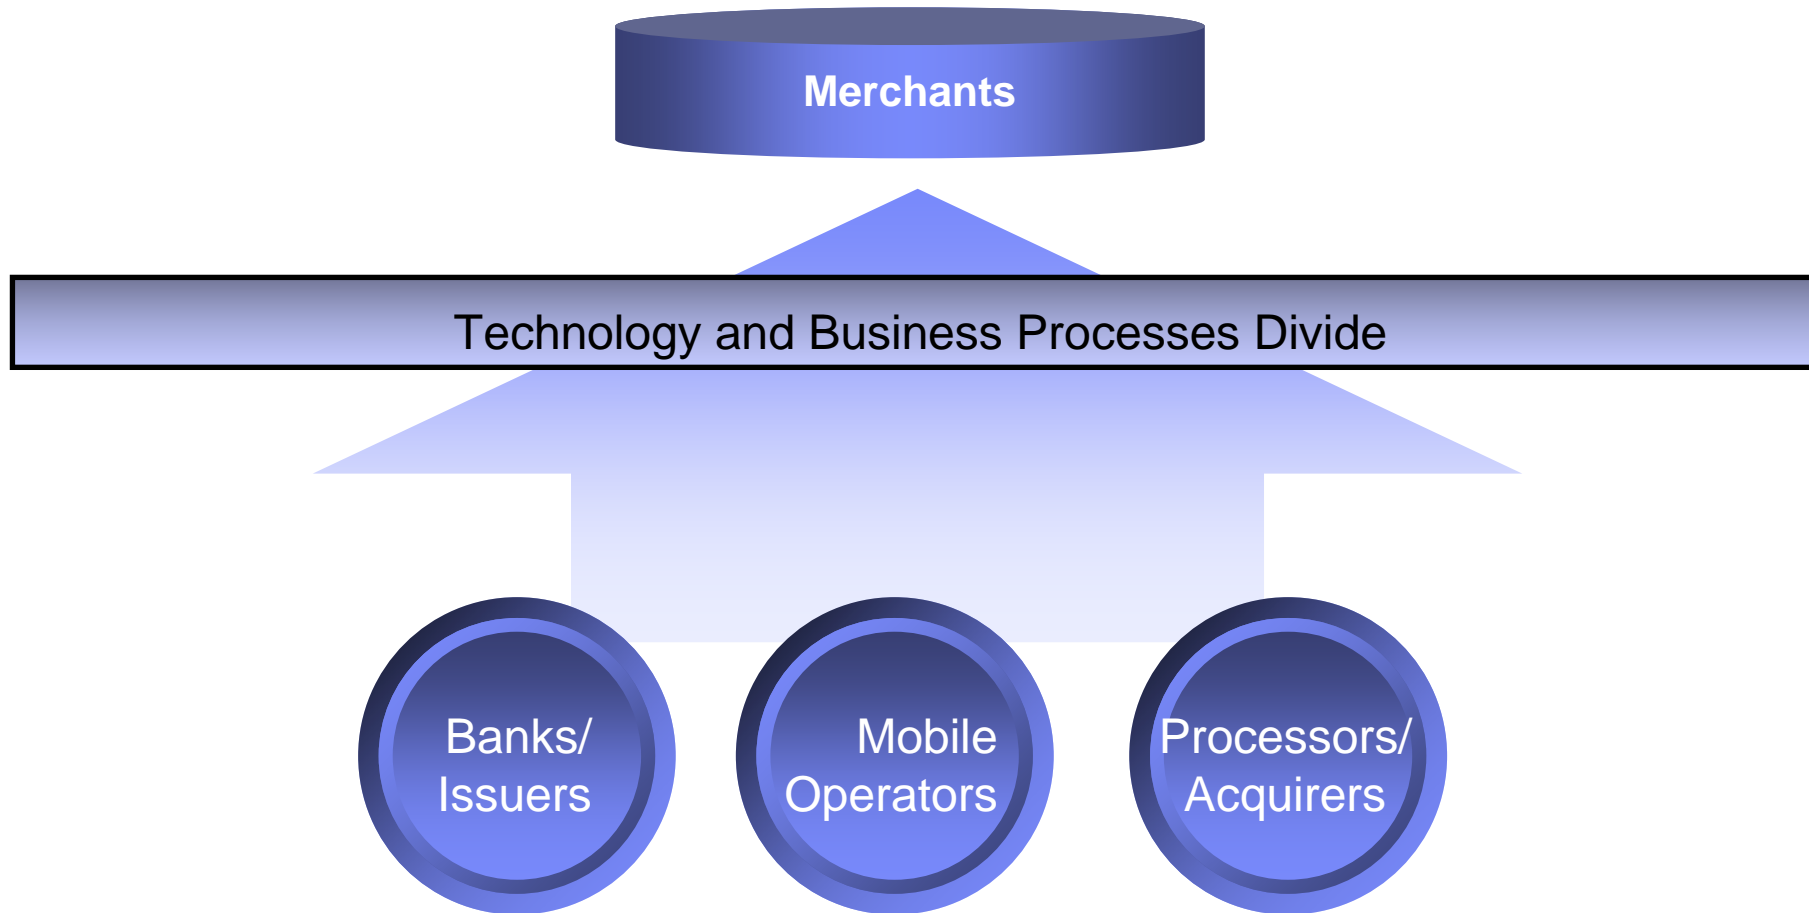 Merchants
Technology and Business Processes Divide
Banks/
Issuers
Mobile
Operators
Processors/
Acquirers